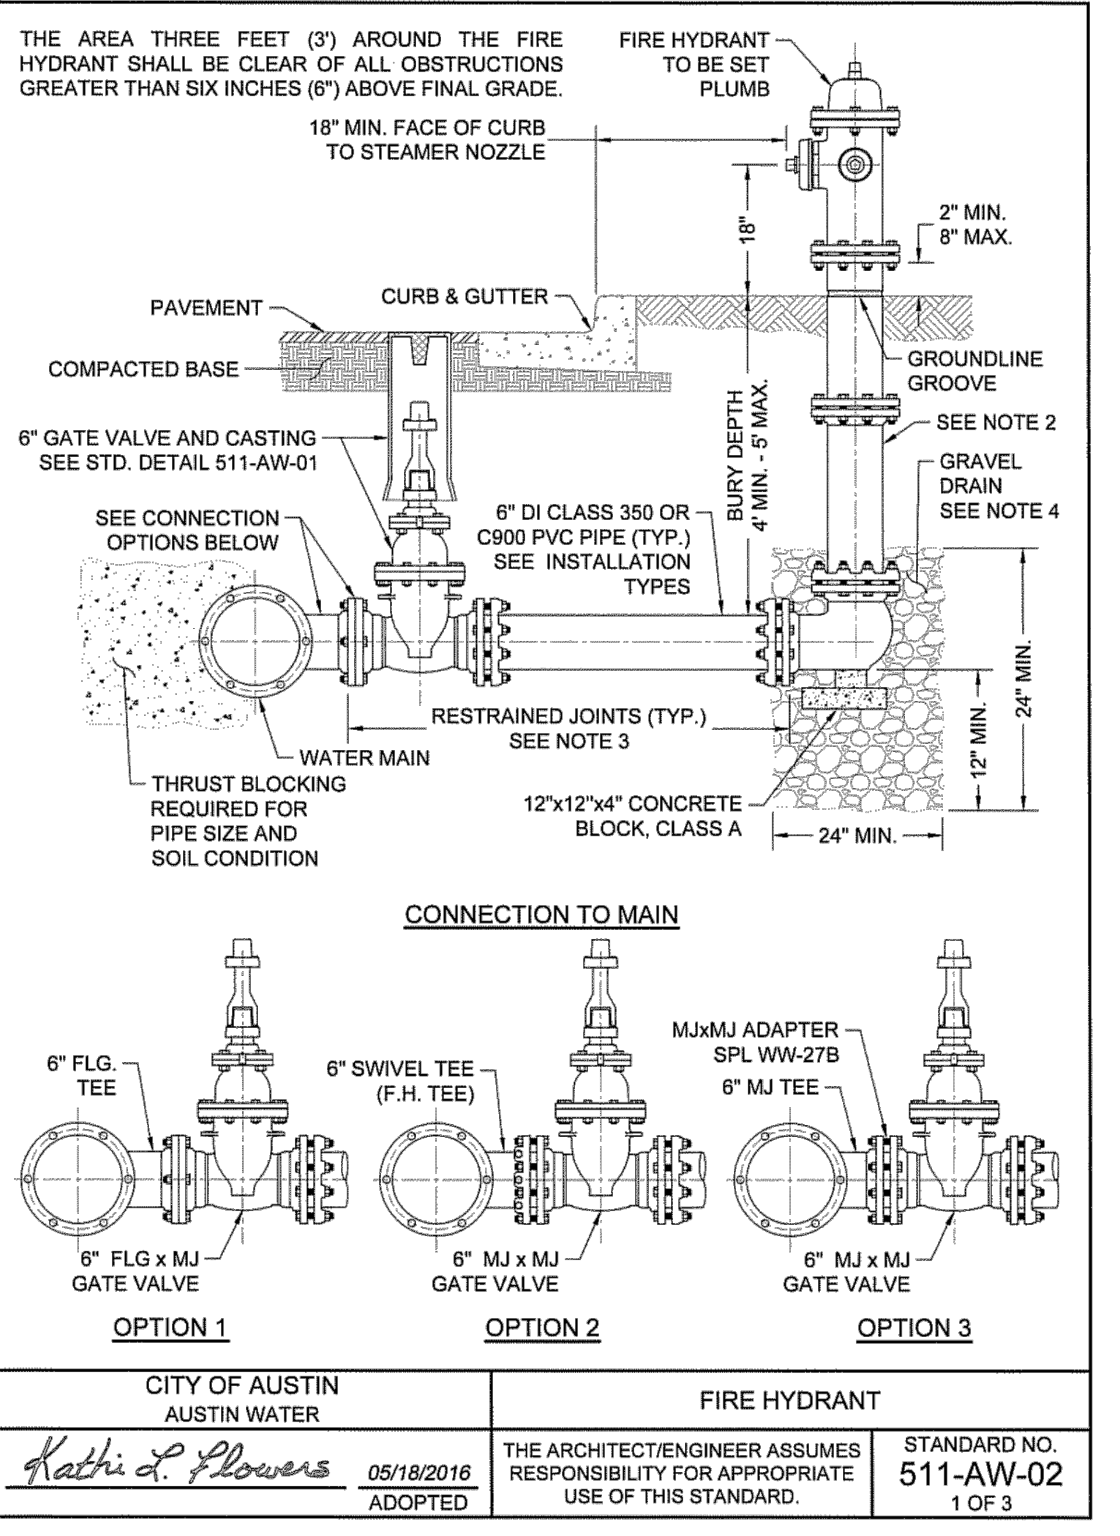 THE AREA THREE FEET (3') AROUND THE FIRE
HYDRANT SHALL BE CLEAR OF ALL OBSTRUCTIONS
GREATER THAN SIX INCHES (6") ABOVE FINAL GRADE.
FIRE HYDRANT
TO BE SET
PLUMB
18" MIN. FACE OF CURB
TO STEAMER NOZZLE
18"
2" MIN.
8" MAX.
PAVEMENT
CURB & GUTTER
COMPACTED BASE
GROUNDLINE
GROOVE
BURY DEPTH
4' MIN. - 5' MAX.
SEE NOTE 2
6" GATE VALVE AND CASTING
SEE STD. DETAIL 511-AW-01
GRAVEL
DRAIN
SEE NOTE 4
SEE CONNECTION
OPTIONS BELOW
6" DI CLASS 350 OR
C900 PVC PIPE (TYP.)
SEE INSTALLATION
TYPES
24" MIN.
12" MIN.
RESTRAINED JOINTS (TYP.)
SEE NOTE 3
WATER MAIN
THRUST BLOCKING
REQUIRED FOR
PIPE SIZE AND
SOIL CONDITION
12"x12"x4" CONCRETE
BLOCK, CLASS A
24" MIN.
CONNECTION TO MAIN
6" FLG.
TEE
6" FLG x MJ
GATE VALVE
OPTION 1
6" SWIVEL TEE
(F.H. TEE)
6" MJ x MJ
GATE VALVE
OPTION 2
MJxMJ ADAPTER
SPL WW-27B
6" MJ TEE
6" MJ x MJ
GATE VALVE
OPTION 3
CITY OF AUSTIN
AUSTIN WATER
FIRE HYDRANT
Kathi L. Flowers
05/18/2016
ADOPTED
THE ARCHITECT/ENGINEER ASSUMES
RESPONSIBILITY FOR APPROPRIATE
USE OF THIS STANDARD.
STANDARD NO.
511-AW-02
1 OF 3